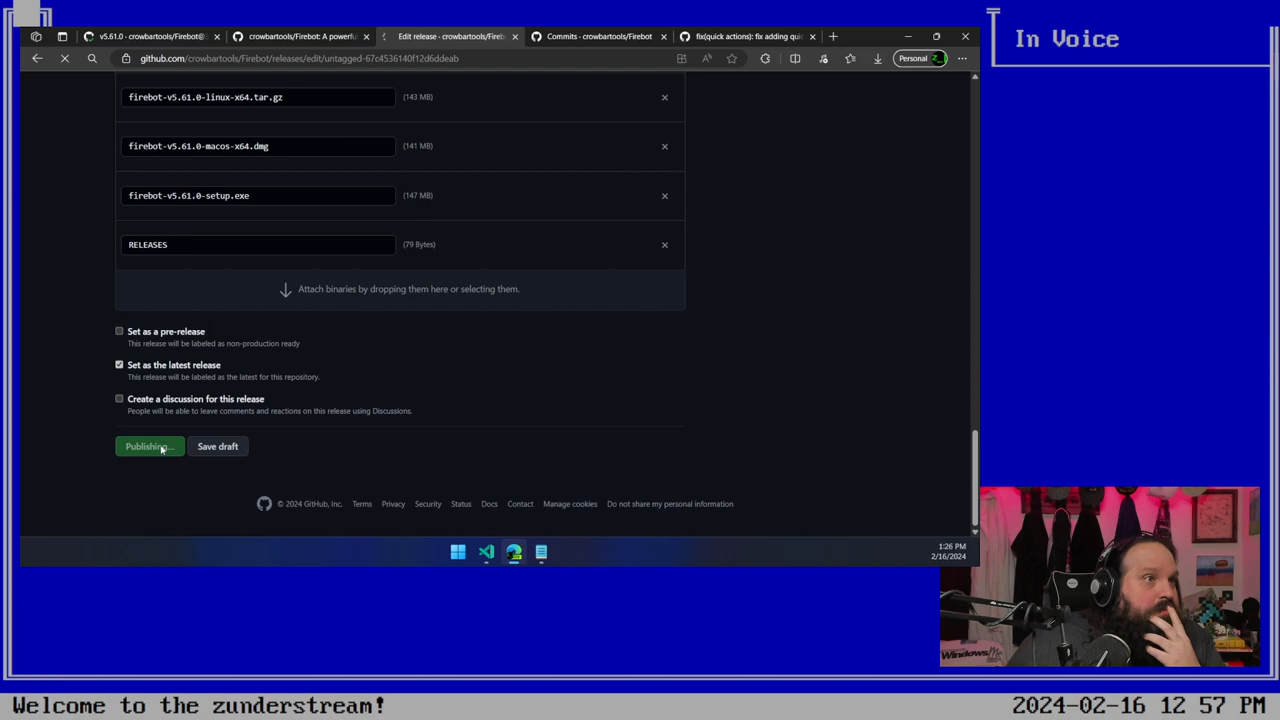 In Voice
v5.61.0 · crowbartools/Firebot@
crowbartools/Firebot: A powerful
Edit release · crowbartools/Fireb
Commits · crowbartools/Firebot
fix(quick actions): fix adding quic
github.com/crowbartools/Firebot/releases/edit/untagged-67c4536140f12d6ddeab
Personal
firebot-v5.61.0-linux-x64.tar.gz (143 MB)
firebot-v5.61.0-macos-x64.dmg (141 MB)
firebot-v5.61.0-setup.exe (147 MB)
RELEASES (79 Bytes)
Attach binaries by dropping them here or selecting them.
Set as a pre-release
This release will be labeled as non-production ready
Set as the latest release
This release will be labeled as the latest for this repository.
Create a discussion for this release
People will be able to leave comments and reactions on this release using Discussions.
Publishing... Save draft
© 2024 GitHub, Inc. Terms Privacy Security Status Docs Contact Manage cookies Do not share my personal information
1:26 PM
2/16/2024
Windows
Welcome to the zunderstream! 2024-02-16 12 57 PM